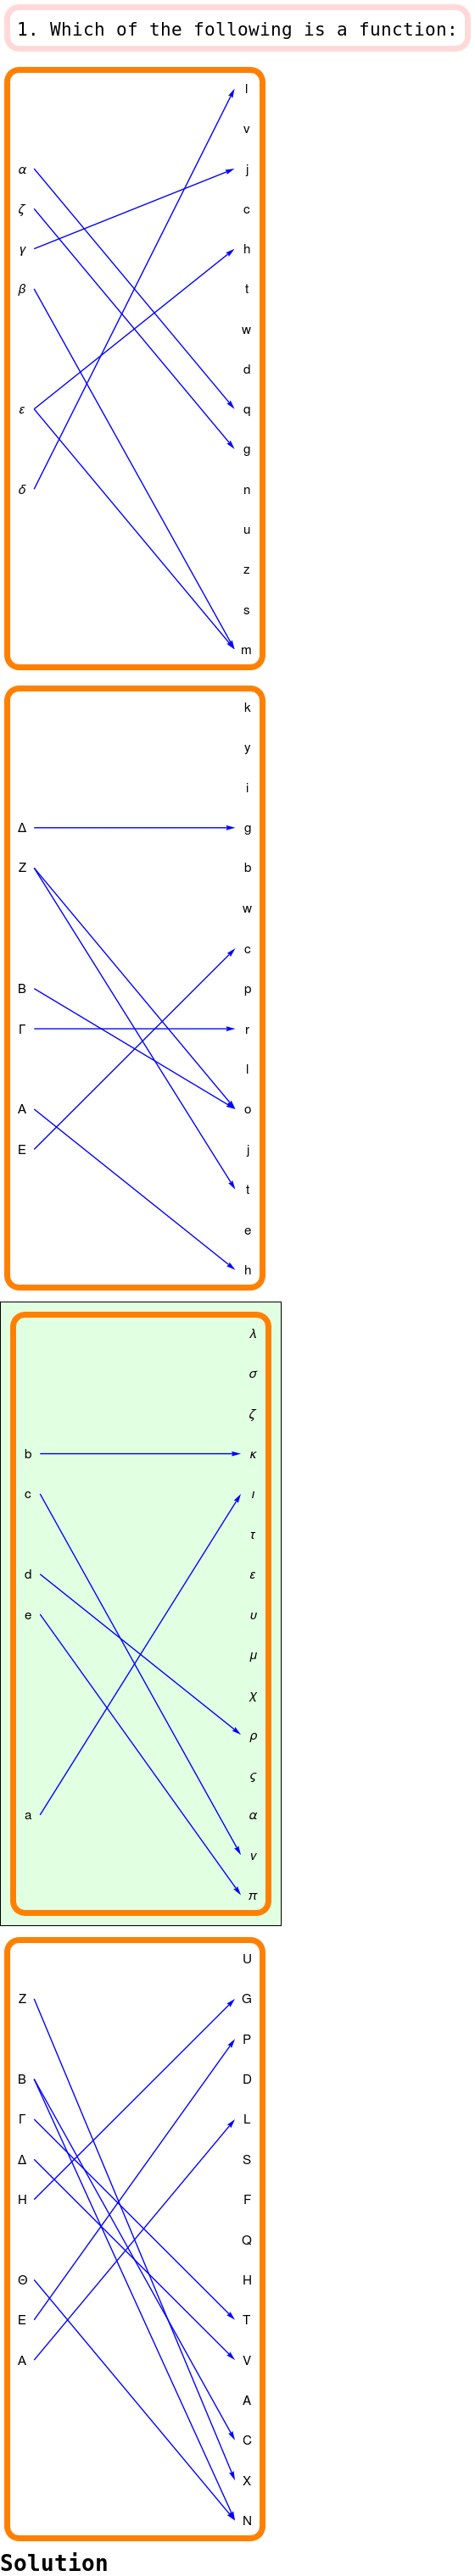 1. Which of the following is a function:
l
v
α j
ζ c
γ h
β t
w
d
ε q
g
δ n
u
z
s
m
k
y
i
Δ g
Z b
w
c
B p
Γ r
l
A o
E j
t
e
h
λ
σ
ζ
b κ
c ι
τ
d ε
e υ
μ
χ
ρ
ς
a α
ν
π
U
Z G
P
B D
Γ L
Δ S
H F
Q
Θ H
E T
A V
A
C
X
N
Solution